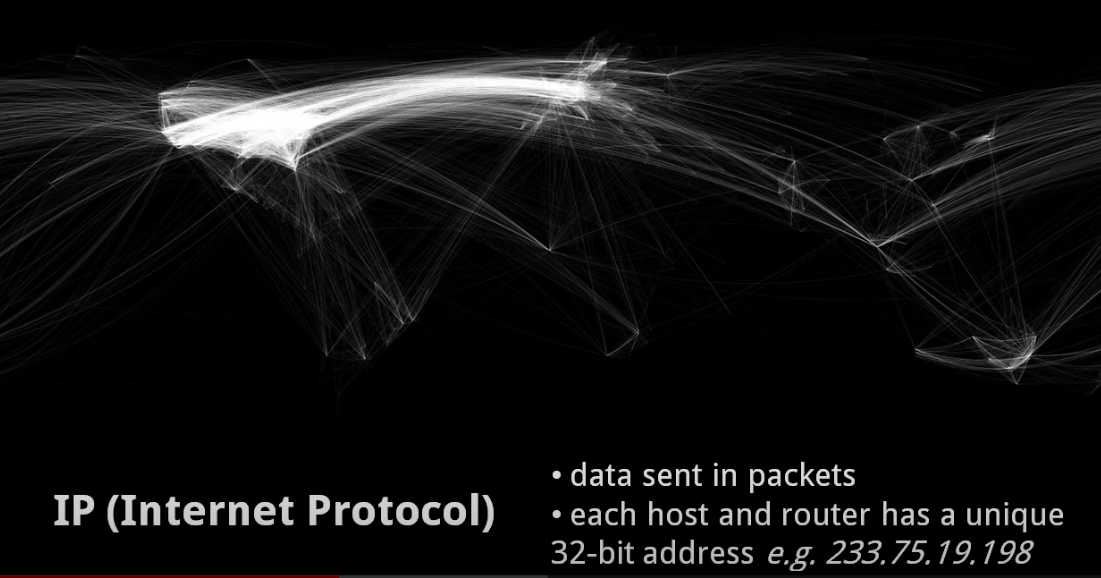 IP (Internet Protocol)
• data sent in packets
• each host and router has a unique
32-bit address e.g. 233.75.19.198